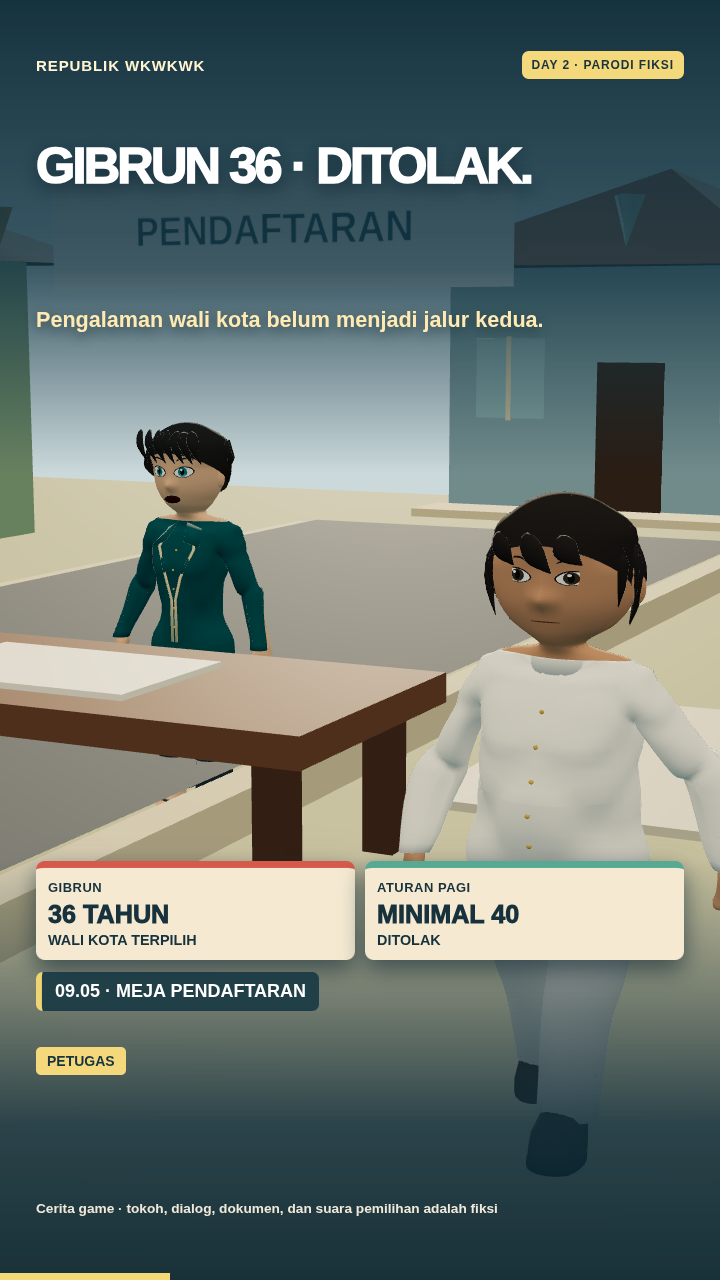 REPUBLIK WKWKWK
DAY 2 · PARODI FIKSI
GIBRUN 36 · DITOLAK.
PENDAFTARAN
Pengalaman wali kota belum menjadi jalur kedua.
GIBRUN
36 TAHUN
WALI KOTA TERPILIH
ATURAN PAGI
MINIMAL 40
DITOLAK
09.05 · MEJA PENDAFTARAN
PETUGAS
Cerita game · tokoh, dialog, dokumen, dan suara pemilihan adalah fiksi